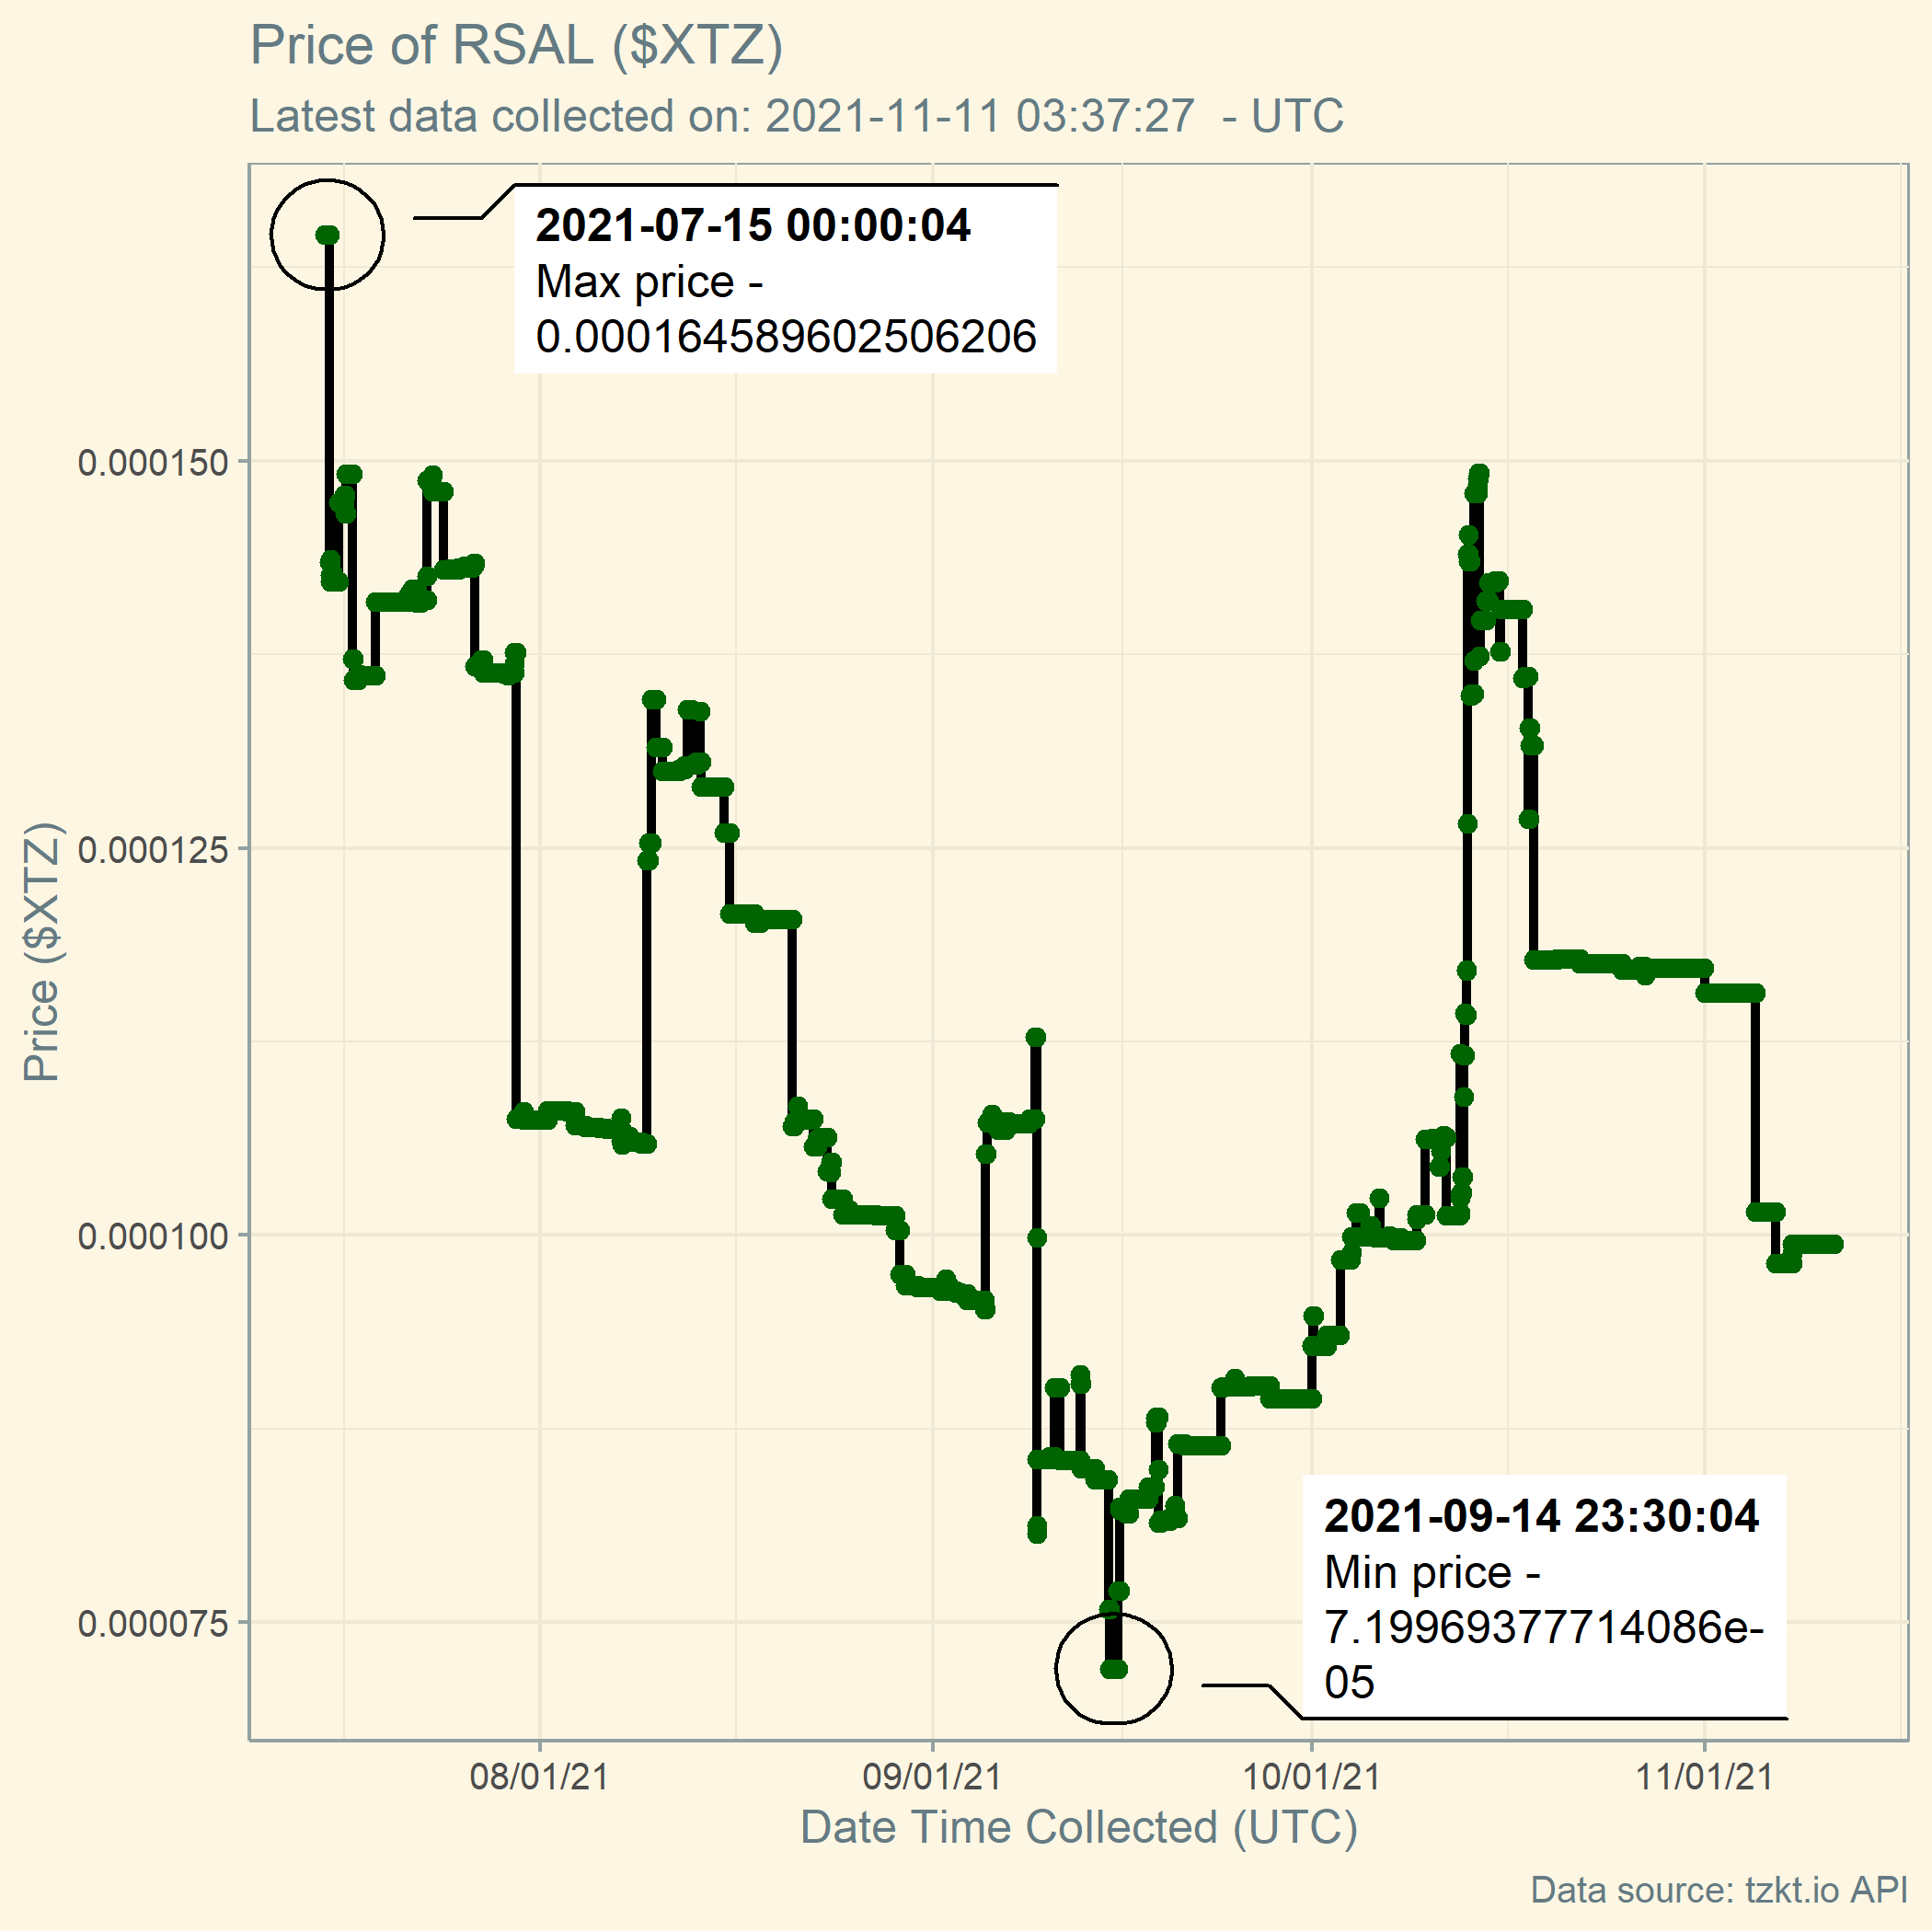 Price of RSAL ($XTZ)
Latest data collected on: 2021-11-11 03:37:27  - UTC
2021-07-15 00:00:04
Max price -
0.000164589602506206
0.000150
0.000125
0.000100
0.000075
Price ($XTZ)
2021-09-14 23:30:04
Min price -
7.19969377714086e-
05
08/01/21
09/01/21
10/01/21
11/01/21
Date Time Collected (UTC)
Data source: tzkt.io API